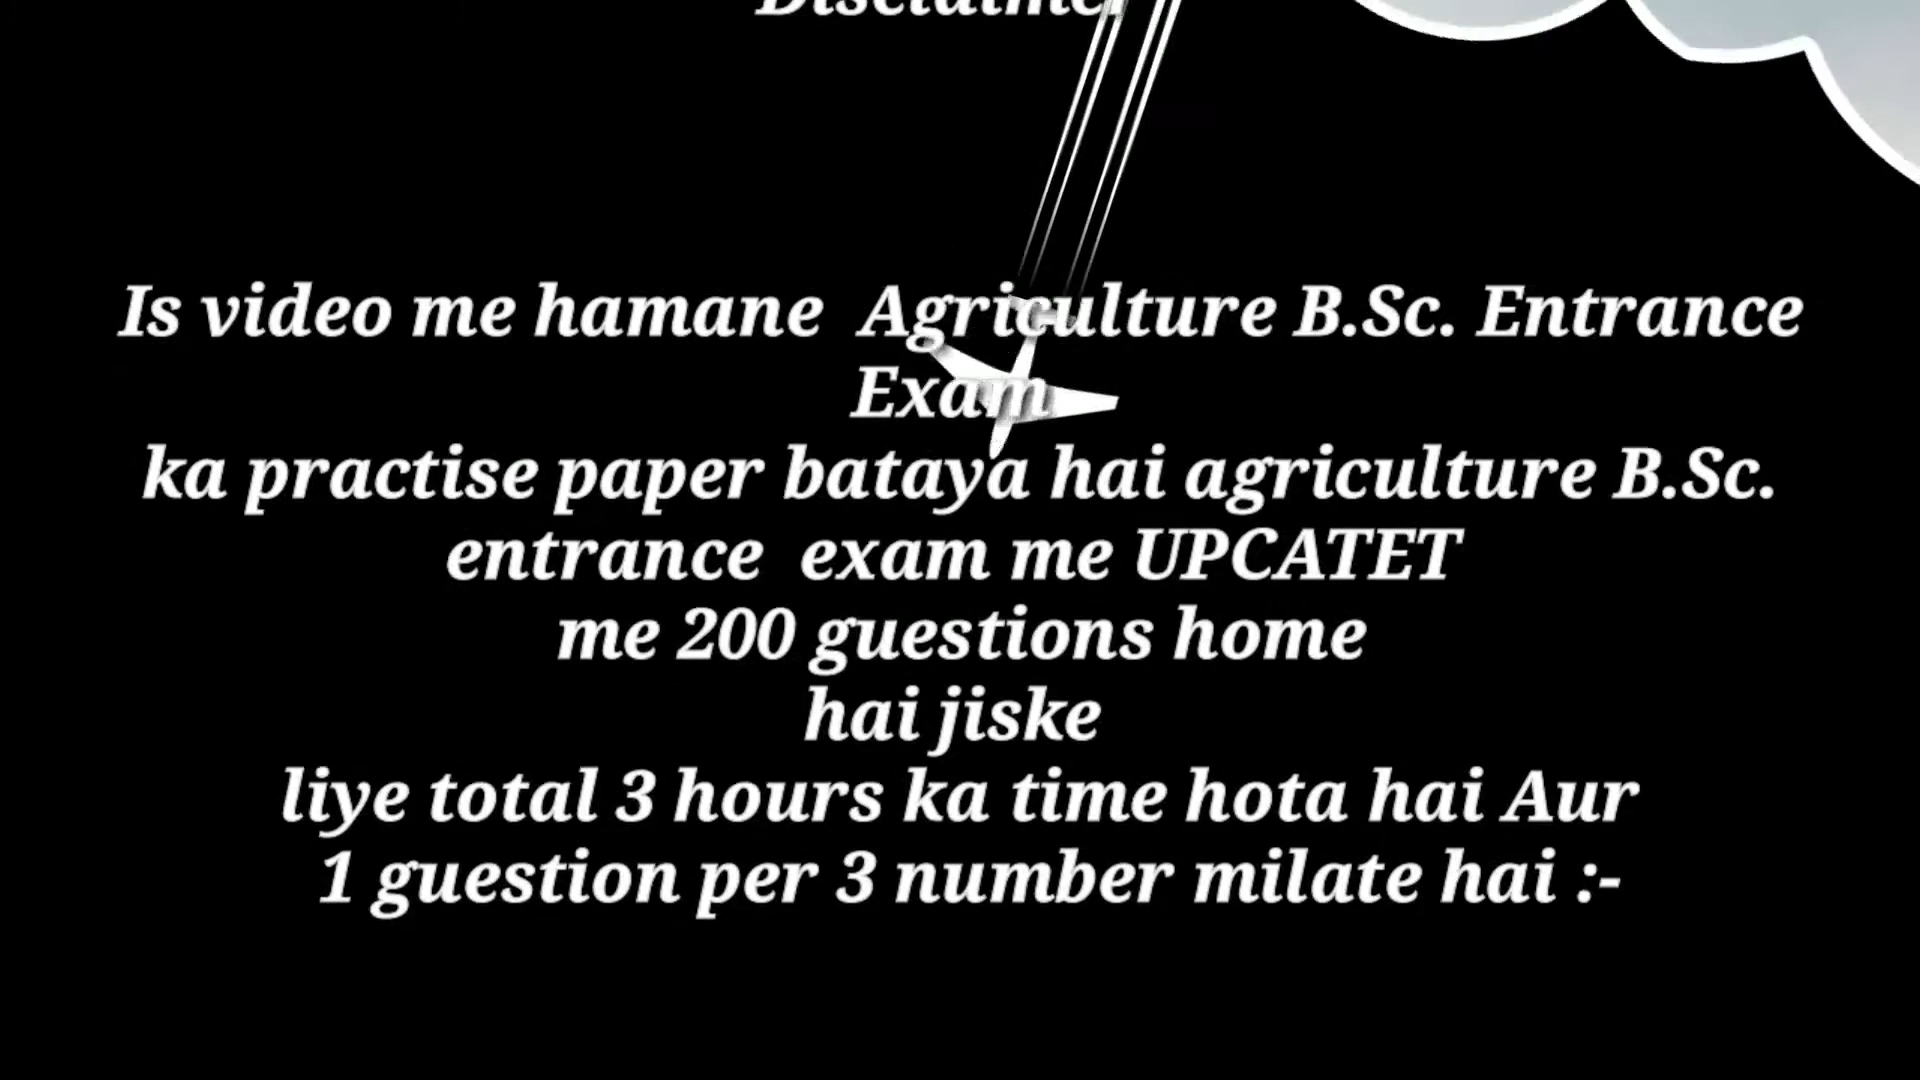 Disclaimer
Is video me hamane Agriculture B.Sc. Entrance
Exam
ka practise paper bataya hai agriculture B.Sc.
entrance exam me UPCATET
me 200 guestions home
hai jiske
liye total 3 hours ka time hota hai Aur
1 guestion per 3 number milate hai :-